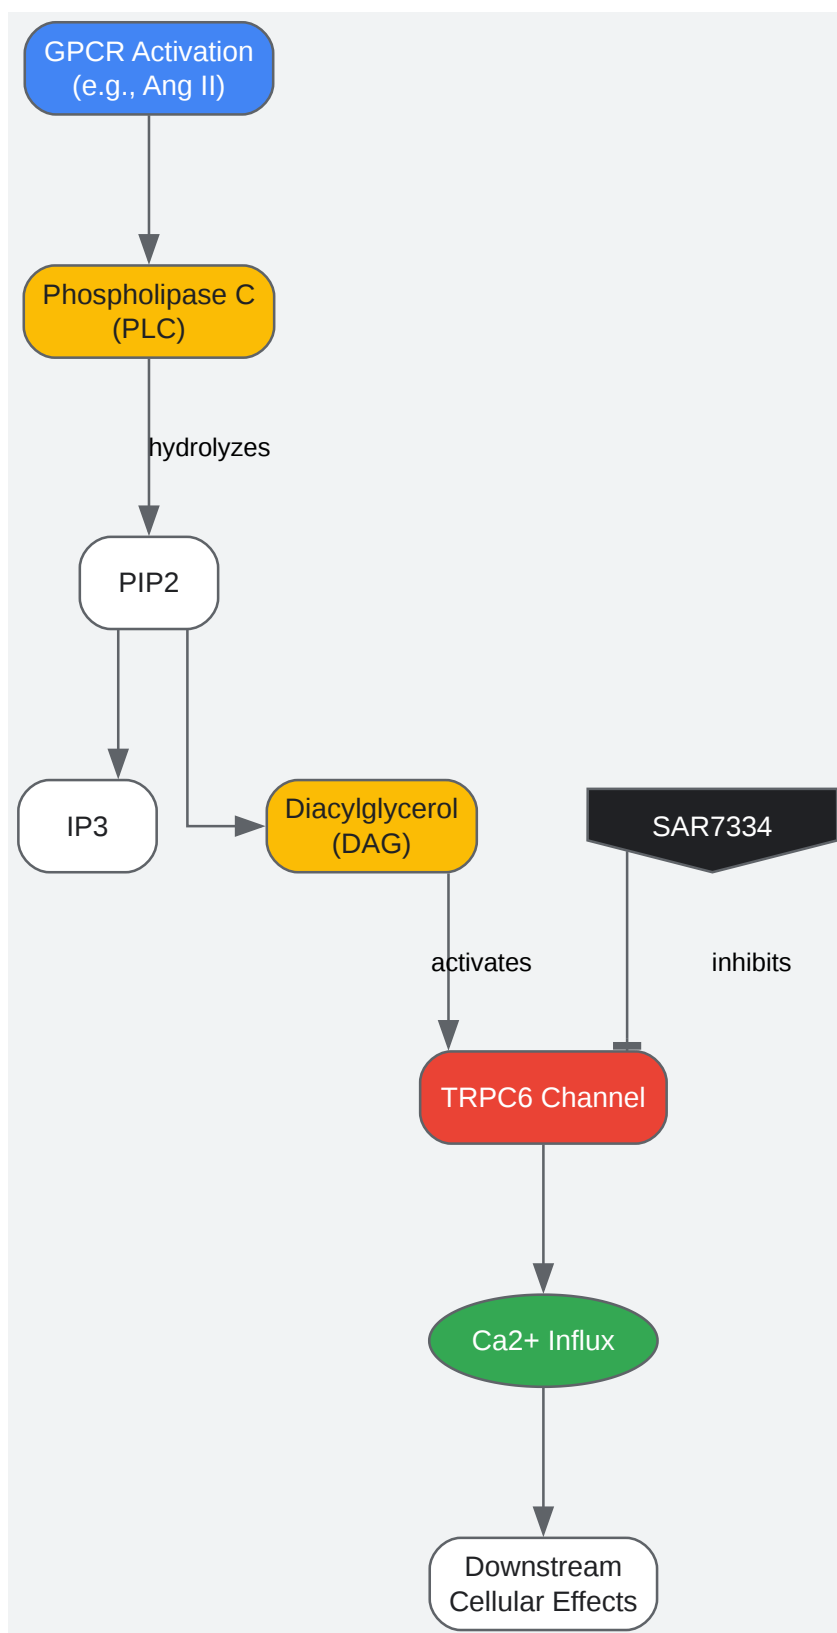 GPCR Activation
(e.g., Ang II)
Phospholipase C
(PLC)
hydrolyzes
PIP2
IP3
Diacylglycerol
(DAG)
SAR7334
activates
inhibits
TRPC6 Channel
Ca2+ Influx
Downstream
Cellular Effects